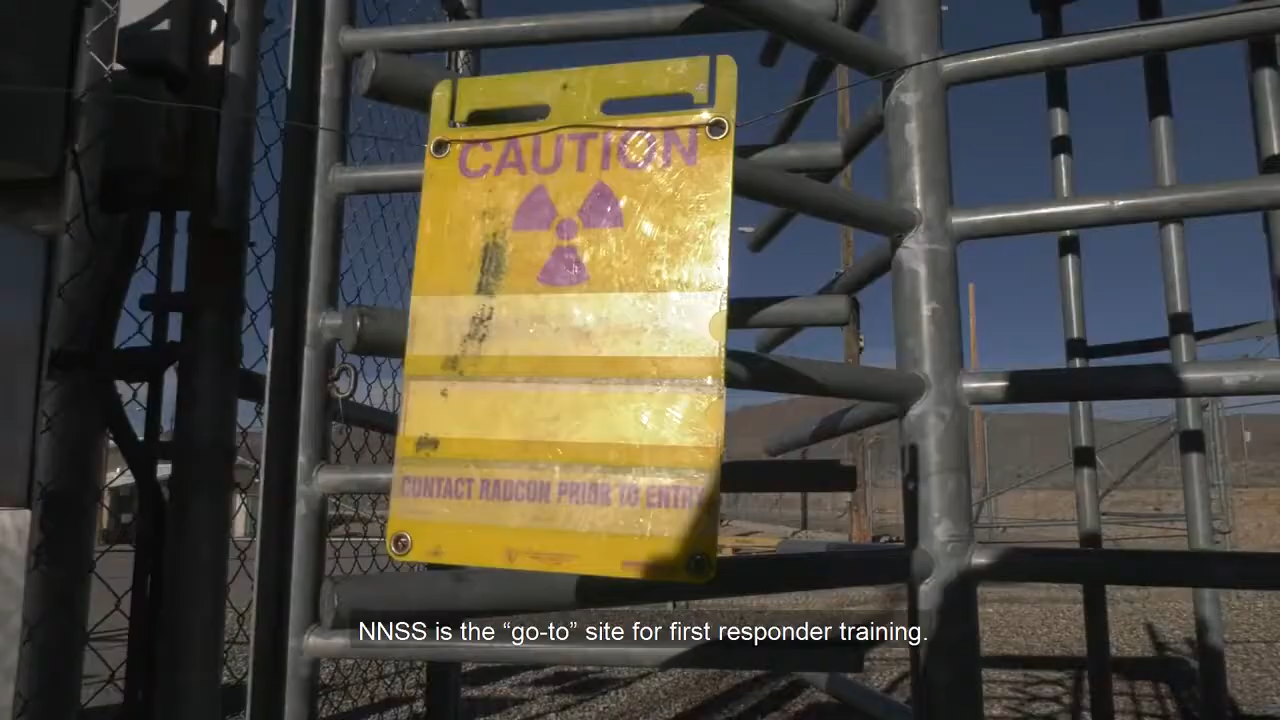 CAUTION
CONTACT RADCON PRIOR TO ENTRY
NNSS is the “go-to” site for first responder training.